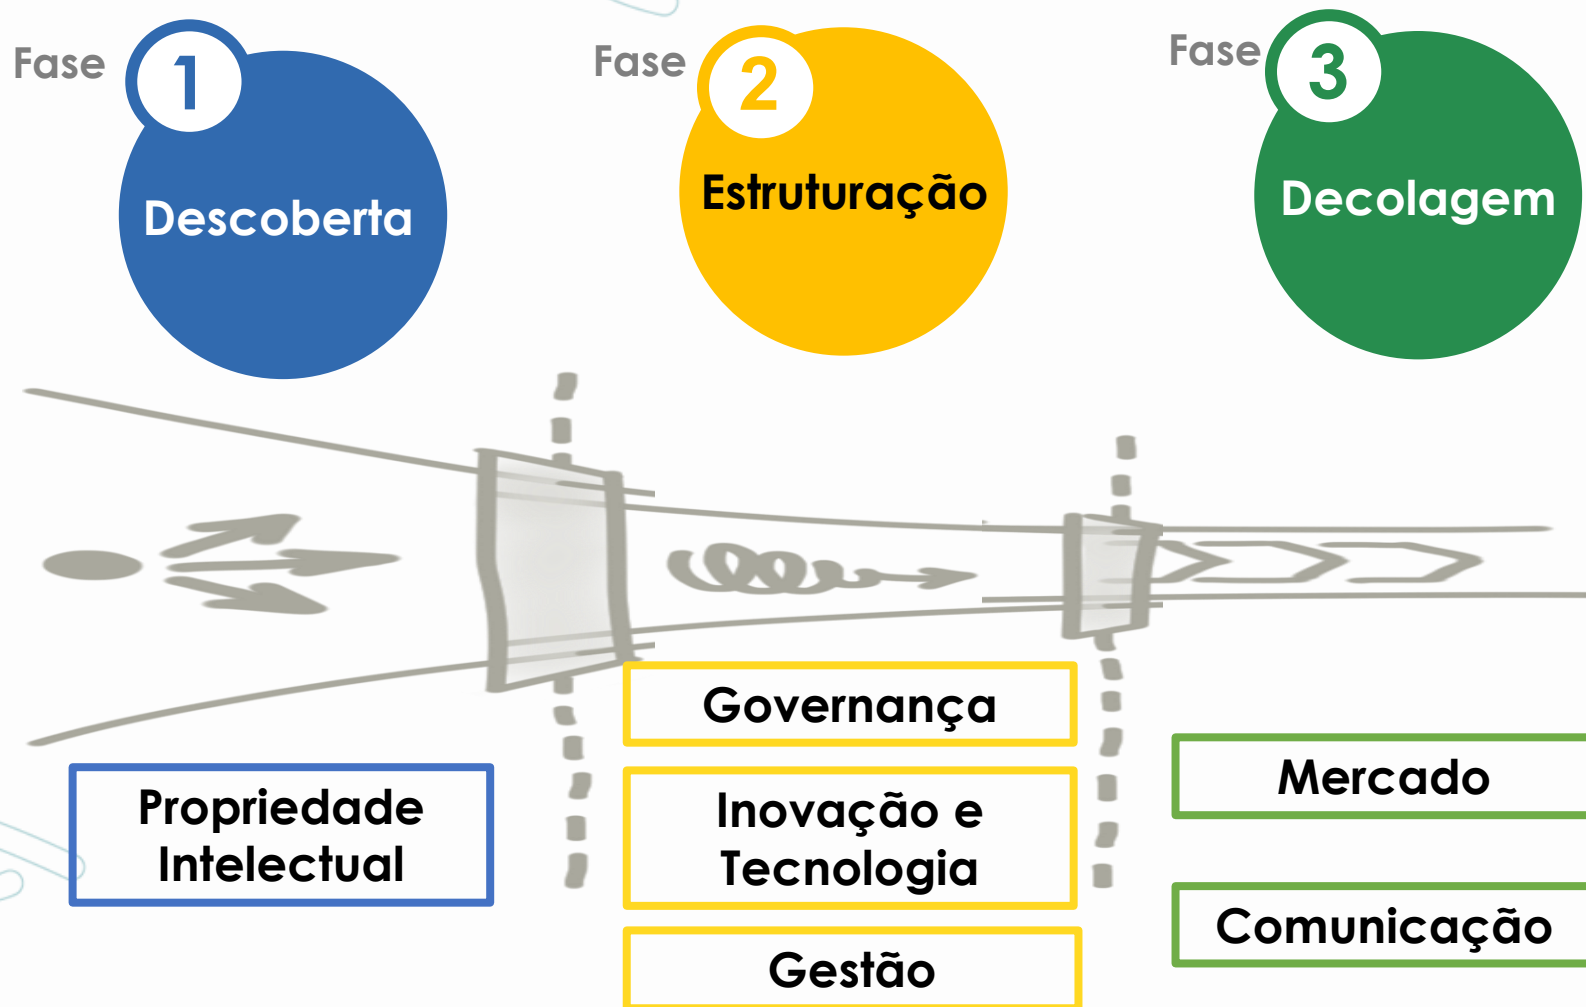 Fase
1
Descoberta
Fase
2
Estruturação
Fase
3
Decolagem
Propriedade
Intelectual
Governança
Inovação e
Tecnologia
Gestão
Mercado
Comunicação